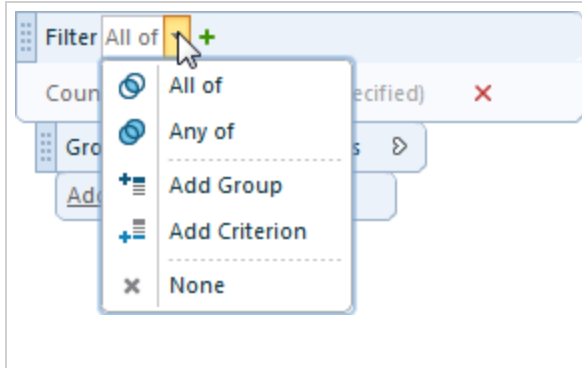 Filter All of
All of
Coun ecified)
Any of
Gro s
Add Group
Add
Add Criterion
None